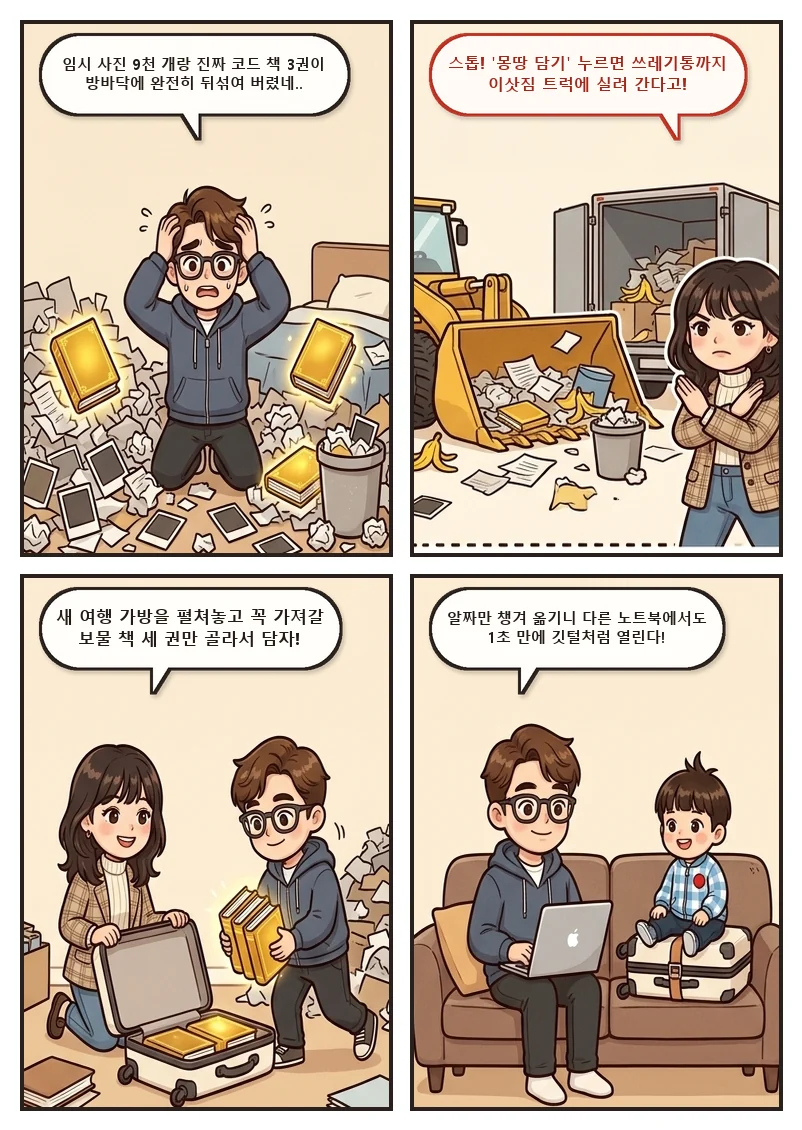 임시 사진 9천 개랑 진짜 코드 책 3권이
방바닥에 완전히 뒤섞여 버렸네..
스톱! '몽땅 담기' 누르면 쓰레기통까지
이삿짐 트럭에 실려 간다고!
새 여행 가방을 펼쳐놓고 꼭 가져갈
보물 책 세 권만 골라서 담자!
알짜만 챙겨 옮기니 다른 노트북에서도
1초 만에 깃털처럼 열린다!